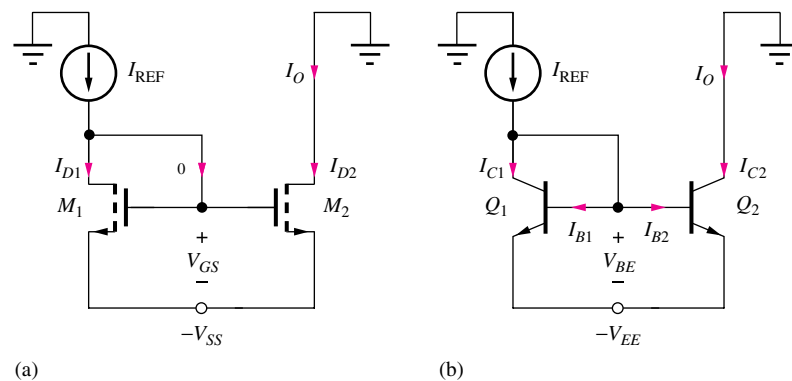 I_REF
I_O
I_D1
0
I_D2
M_1
M_2
+
V_GS
−
−V_SS
(a)
I_REF
I_O
I_C1
I_C2
Q_1
Q_2
I_B1
+
I_B2
V_BE
−
−V_EE
(b)